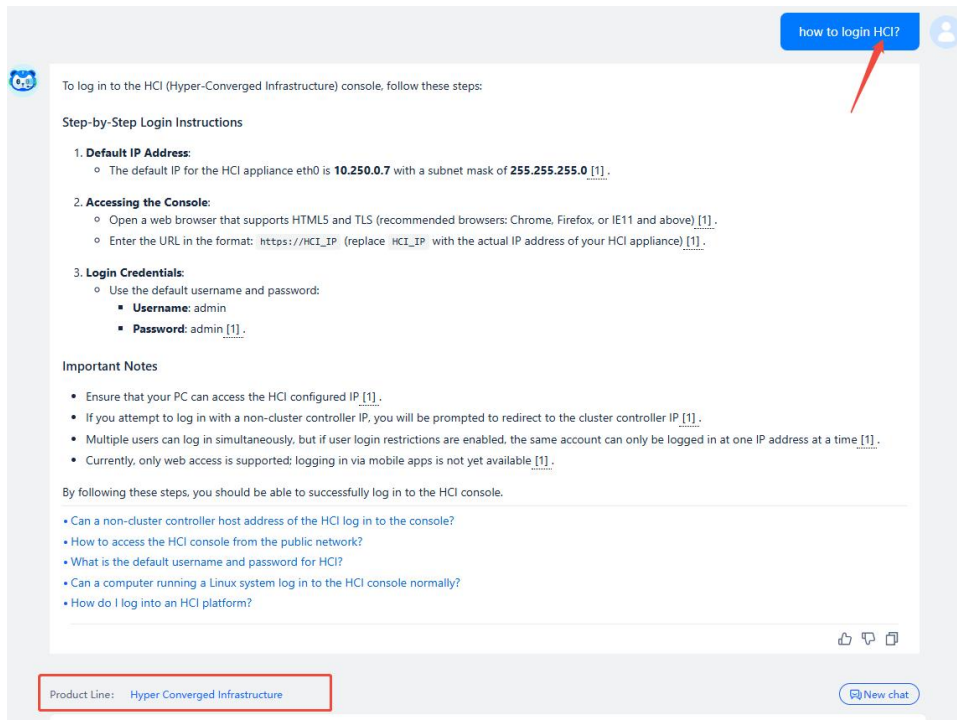 how to login HCI?
To log in to the HCI (Hyper-Converged Infrastructure) console, follow these steps:
Step-by-Step Login Instructions
1. Default IP Address:
The default IP for the HCI appliance eth0 is 10.250.0.7 with a subnet mask of 255.255.255.0 [1] .
2. Accessing the Console:
Open a web browser that supports HTML5 and TLS (recommended browsers: Chrome, Firefox, or IE11 and above) [1] .
Enter the URL in the format: https://HCI_IP (replace HCI_IP with the actual IP address of your HCI appliance) [1] .
3. Login Credentials:
Use the default username and password:
Username: admin
Password: admin [1] .
Important Notes
Ensure that your PC can access the HCI configured IP [1] .
If you attempt to log in with a non-cluster controller IP, you will be prompted to redirect to the cluster controller IP [1] .
Multiple users can log in simultaneously, but if user login restrictions are enabled, the same account can only be logged in at one IP address at a time [1] .
Currently, only web access is supported; logging in via mobile apps is not yet available [1] .
By following these steps, you should be able to successfully log in to the HCI console.
Can a non-cluster controller host address of the HCI log in to the console?
How to access the HCI console from the public network?
What is the default username and password for HCI?
Can a computer running a Linux system log in to the HCI console normally?
How do I log into an HCI platform?
Product Line: Hyper Converged Infrastructure
New chat